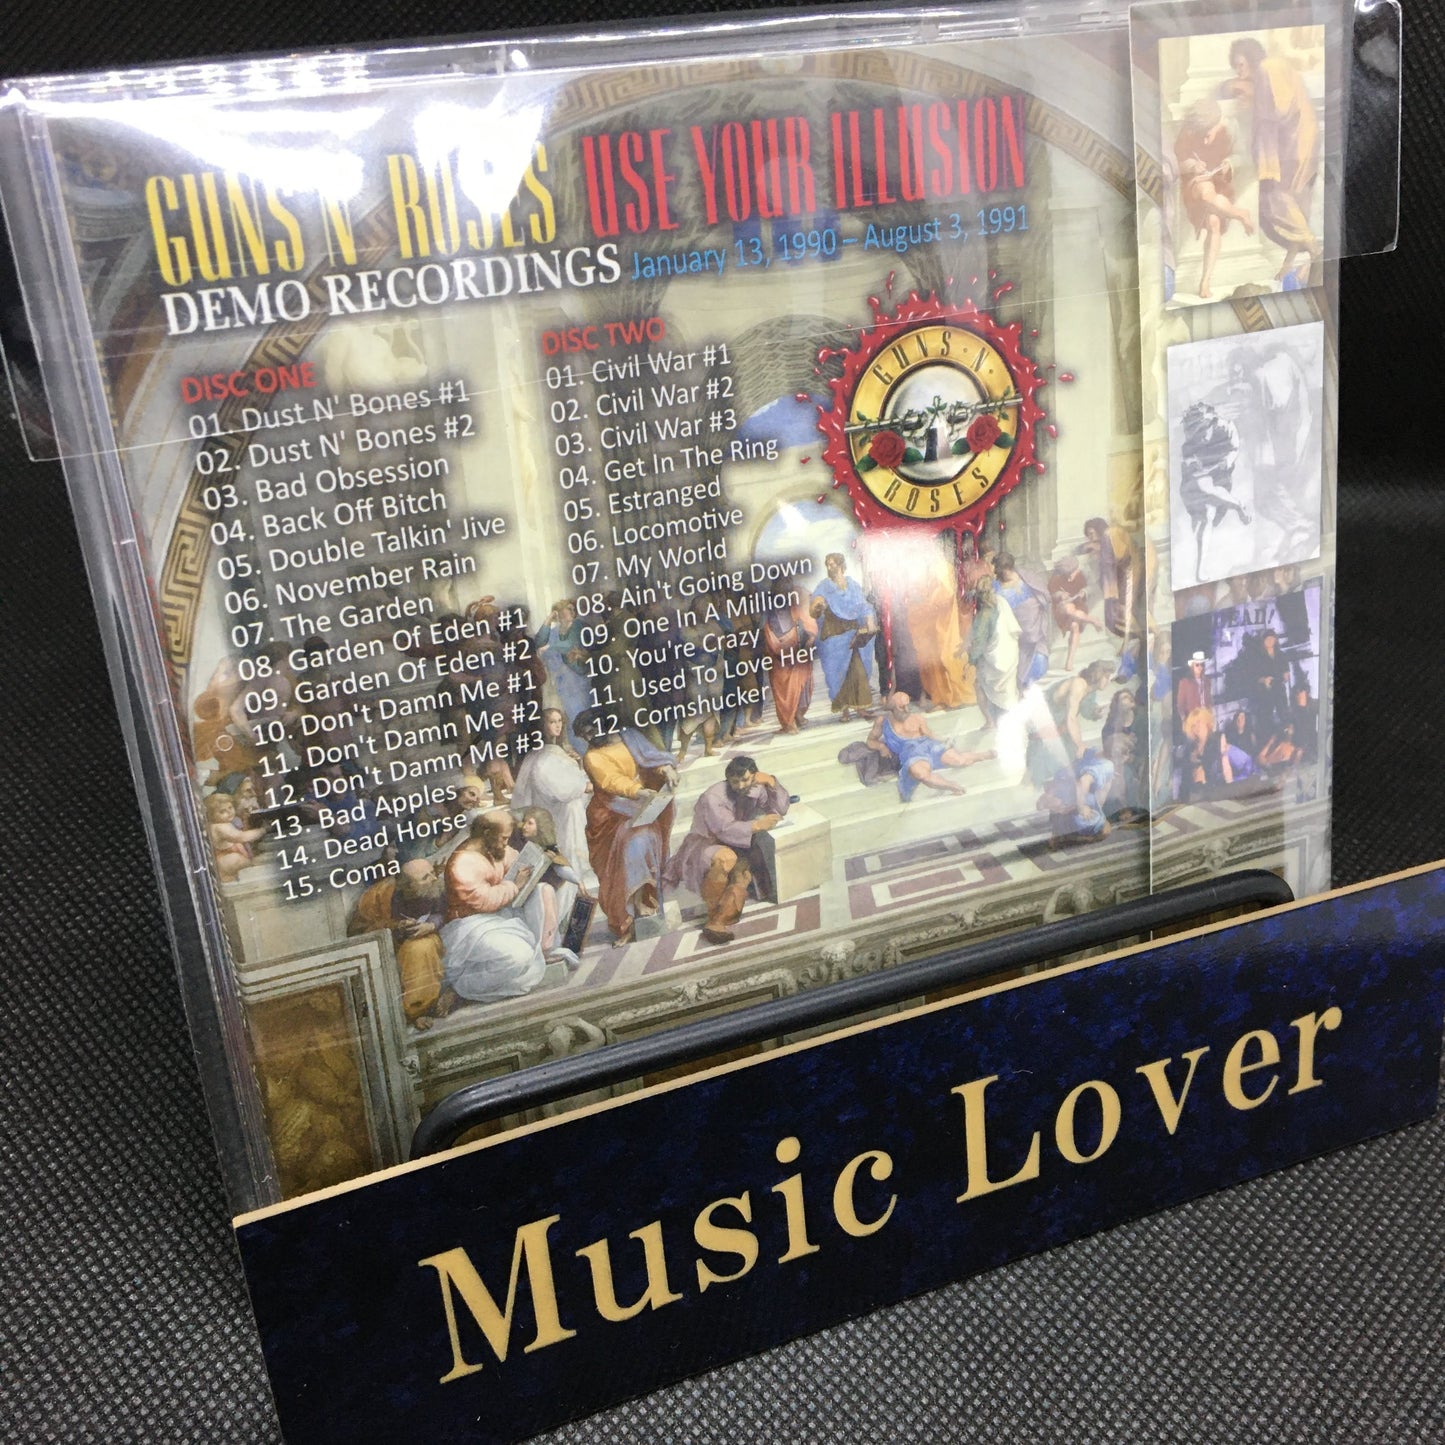 GUNS N' ROSES USE YOUR ILLUSION
DEMO RECORDINGS January 13, 1990 – August 3, 1991
DISC ONE
01. Dust N' Bones #1
02. Dust N' Bones #2
03. Bad Obsession
04. Back Off Bitch
05. Double Talkin' Jive
06. November Rain
07. The Garden
08. Garden Of Eden #1
09. Garden Of Eden #2
10. Don't Damn Me #1
11. Don't Damn Me #2
12. Don't Damn Me #3
13. Bad Apples
14. Dead Horse
15. Coma
DISC TWO
01. Civil War #1
02. Civil War #2
03. Civil War #3
04. Get In The Ring
05. Estranged
06. Locomotive
07. My World
08. Ain't Going Down
09. One In A Million
10. You're Crazy
11. Used To Love Her
12. Cornshucker
GUNS · N ·
ROSES
DEAD!
Music Lover